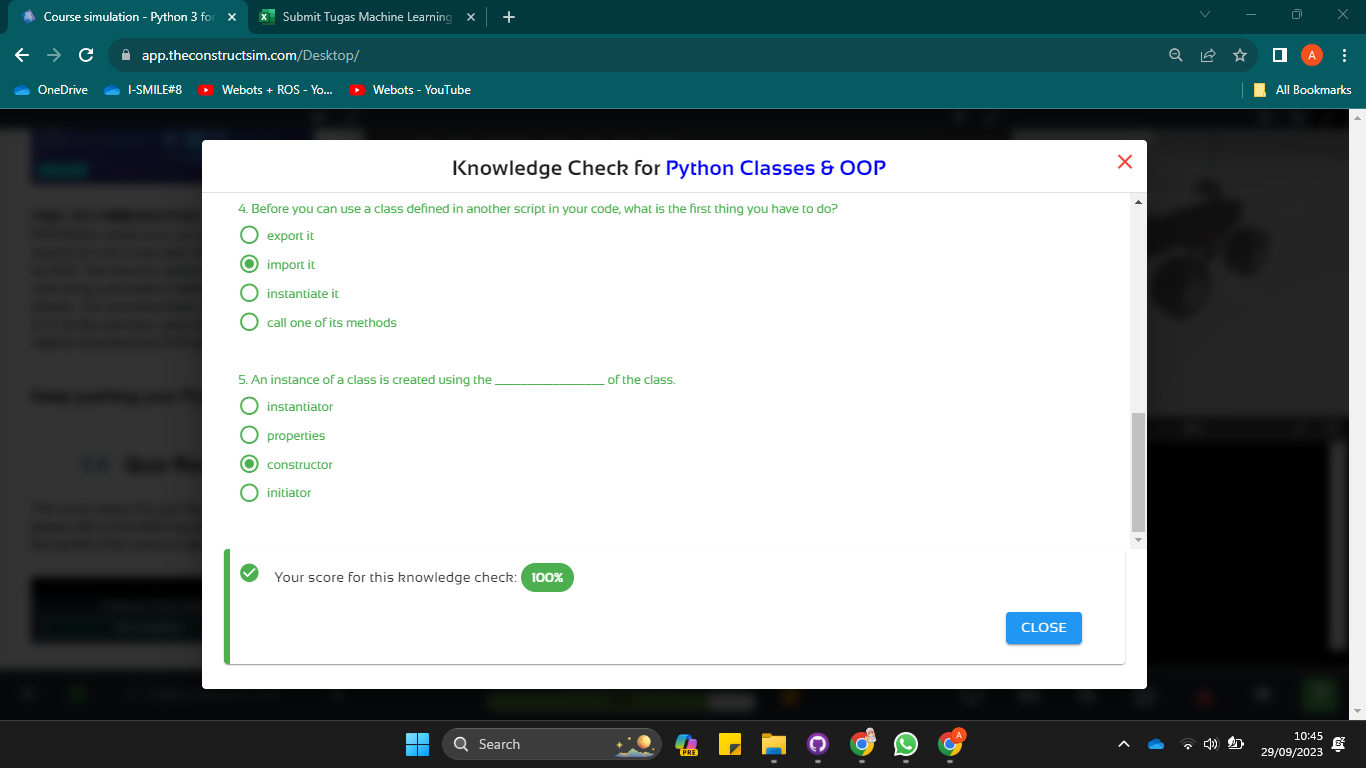 Course simulation - Python 3 for
Submit Tugas Machine Learning
app.theconstructsim.com/Desktop/
A
OneDrive
I-SMILE#8
Webots + ROS - Yo...
Webots - YouTube
All Bookmarks
Knowledge Check for Python Classes & OOP
4. Before you can use a class defined in another script in your code, what is the first thing you have to do?
export it
import it
instantiate it
call one of its methods
5. An instance of a class is created using the _________________ of the class.
instantiator
properties
constructor
initiator
Your score for this knowledge check: 100%
CLOSE
Search
PRE
A
10:45
29/09/2023